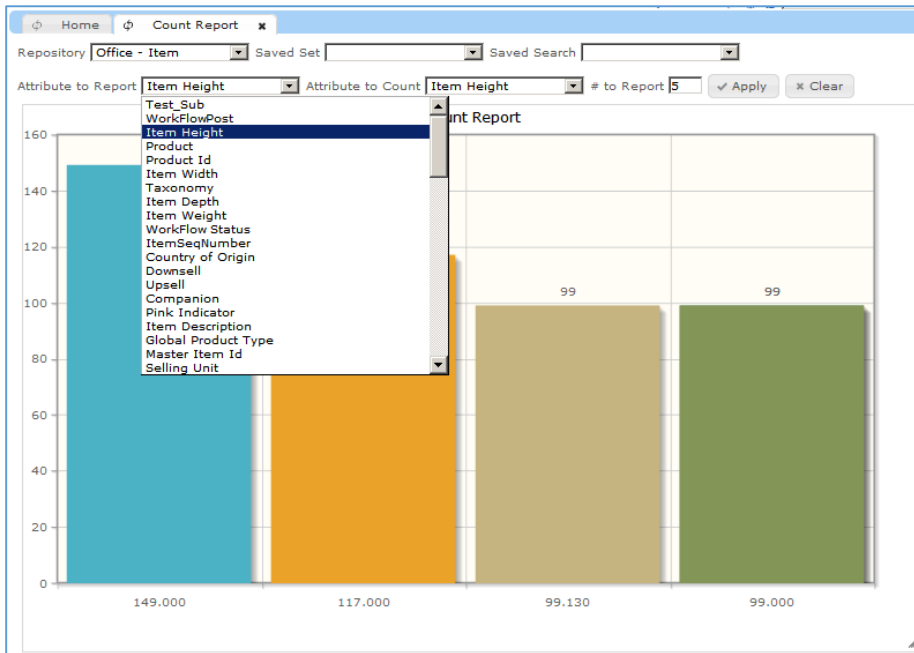 Home Count Report x
Repository Office - Item Saved Set Saved Search
Attribute to Report Item Height Attribute to Count Item Height # to Report 5 Apply Clear
Test_Sub
WorkFlowPost
Item Height
Product
Product Id
Item Width
Taxonomy
Item Depth
Item Weight
WorkFlow Status
ItemSeqNumber
Country of Origin
Downsell
Upsell
Companion
Pink Indicator
Item Description
Global Product Type
Master Item Id
Selling Unit
unt Report
160
140
120
100
80
60
40
20
0
99
99
149.000
117.000
99.130
99.000